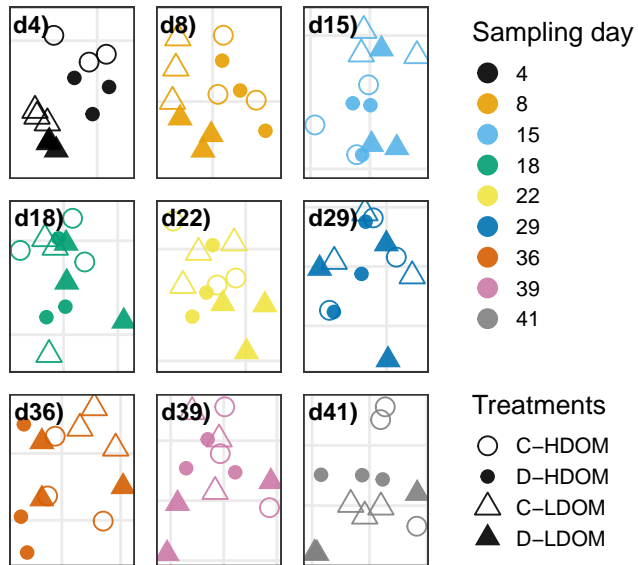 d4)
d8)
d15)
d18)
d22)
d29)
d36)
d39)
d41)
Sampling day
4
8
15
18
22
29
36
39
41
Treatments
C−HDOM
D−HDOM
C−LDOM
D−LDOM